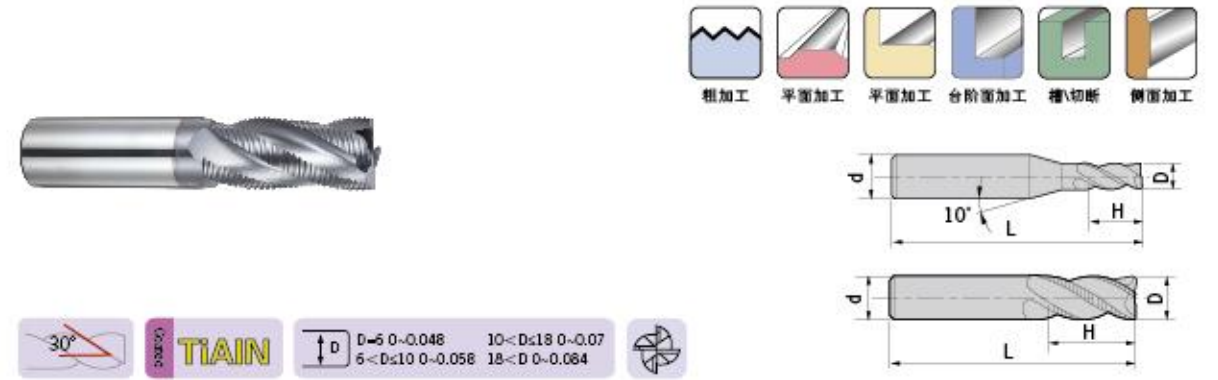 粗加工
平面加工
平面加工
台阶面加工
槽\切断
侧面加工
d
10°
L
H
D
d
L
H
D
30°
TiAIN
D
D=6 0~0.048 10<D≤18 0~0.07
6<D≤10 0~0.058 18<D 0~0.084